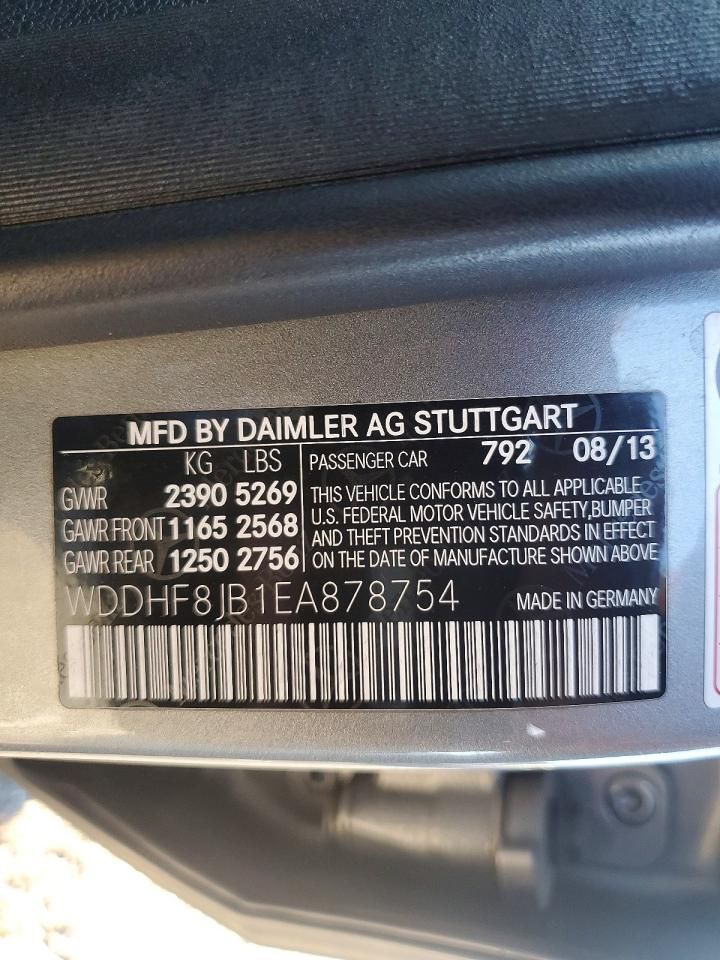 MFD BY DAIMLER AG STUTTGART
KG LBS
GVWR 2390 5269
GAWR FRONT 1165 2568
GAWR REAR 1250 2756
PASSENGER CAR 792 08/13
THIS VEHICLE CONFORMS TO ALL APPLICABLE
U.S. FEDERAL MOTOR VEHICLE SAFETY,BUMPER
AND THEFT PREVENTION STANDARDS IN EFFECT
ON THE DATE OF MANUFACTURE SHOWN ABOVE
WDDHF8JB1EA878754 MADE IN GERMANY